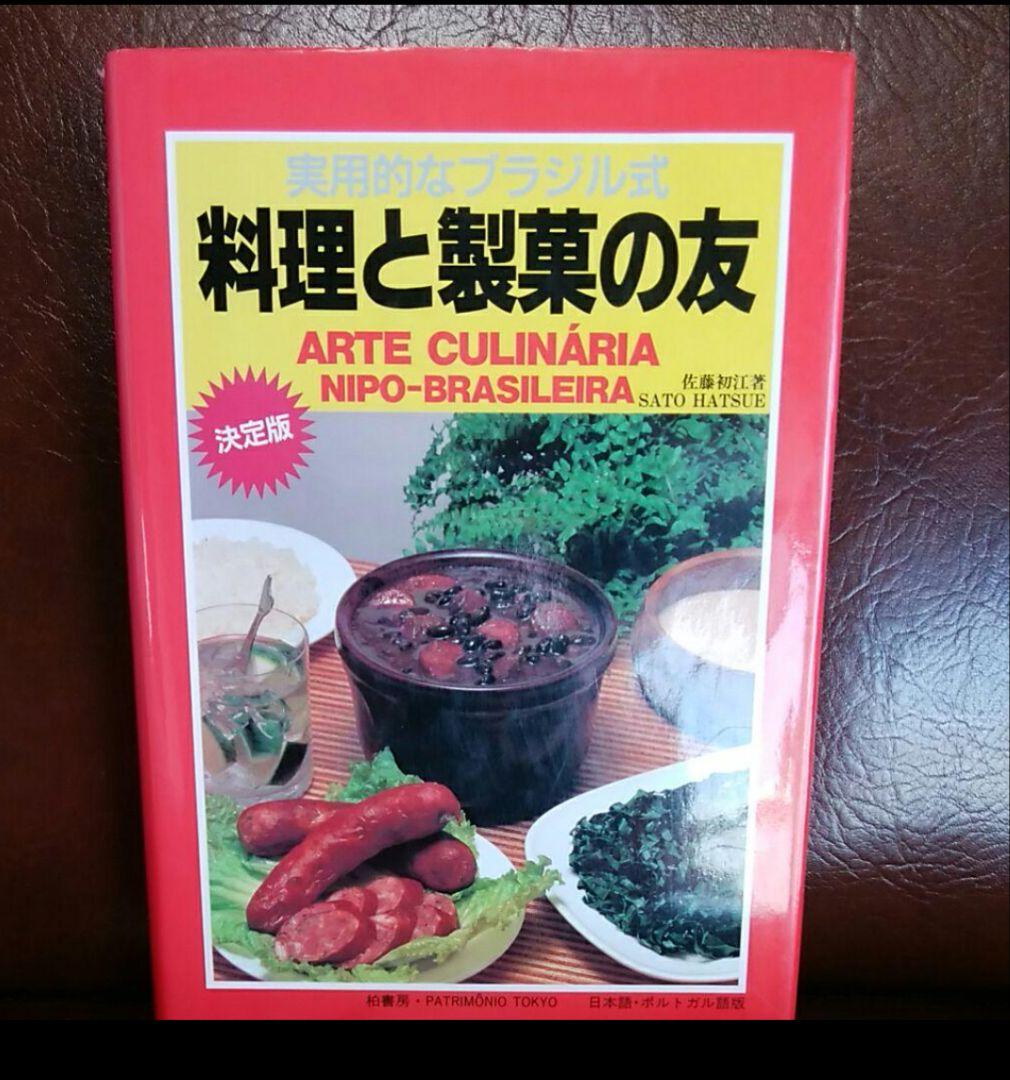 実用的なブラジル式
料理と製菓の友
ARTE CULINÁRIA
NIPO-BRASILEIRA
佐藤初江著
SATO HATSUE
決定版
柏書房・PATRIMÔNIO TOKYO 日本語・ポルトガル語版